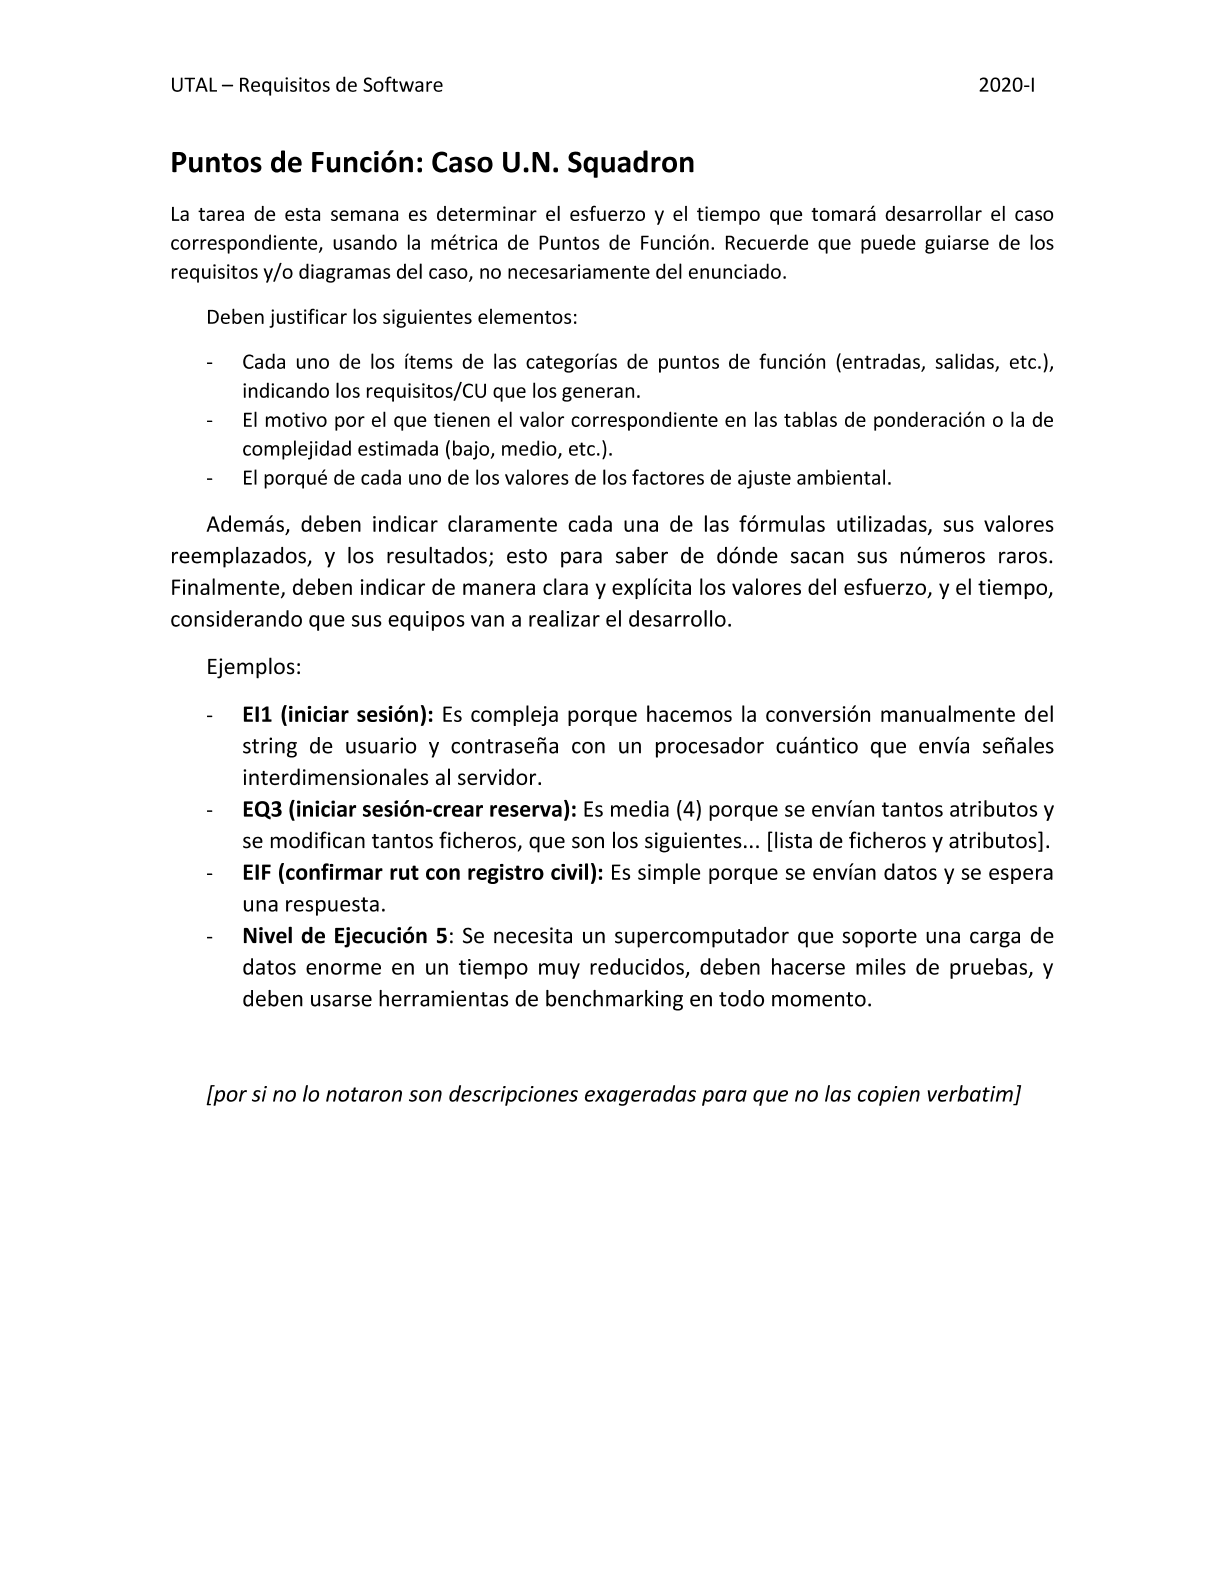 UTAL – Requisitos de Software 2020-I
Puntos de Función: Caso U.N. Squadron
La tarea de esta semana es determinar el esfuerzo y el tiempo que tomará desarrollar el caso
correspondiente, usando la métrica de Puntos de Función. Recuerde que puede guiarse de los
requisitos y/o diagramas del caso, no necesariamente del enunciado.
Deben justificar los siguientes elementos:
- Cada uno de los ítems de las categorías de puntos de función (entradas, salidas, etc.),
indicando los requisitos/CU que los generan.
- El motivo por el que tienen el valor correspondiente en las tablas de ponderación o la de
complejidad estimada (bajo, medio, etc.).
- El porqué de cada uno de los valores de los factores de ajuste ambiental.
Además, deben indicar claramente cada una de las fórmulas utilizadas, sus valores
reemplazados, y los resultados; esto para saber de dónde sacan sus números raros.
Finalmente, deben indicar de manera clara y explícita los valores del esfuerzo, y el tiempo,
considerando que sus equipos van a realizar el desarrollo.
Ejemplos:
- EI1 (iniciar sesión): Es compleja porque hacemos la conversión manualmente del
string de usuario y contraseña con un procesador cuántico que envía señales
interdimensionales al servidor.
- EQ3 (iniciar sesión-crear reserva): Es media (4) porque se envían tantos atributos y
se modifican tantos ficheros, que son los siguientes... [lista de ficheros y atributos].
- EIF (confirmar rut con registro civil): Es simple porque se envían datos y se espera
una respuesta.
- Nivel de Ejecución 5: Se necesita un supercomputador que soporte una carga de
datos enorme en un tiempo muy reducidos, deben hacerse miles de pruebas, y
deben usarse herramientas de benchmarking en todo momento.
[por si no lo notaron son descripciones exageradas para que no las copien verbatim]